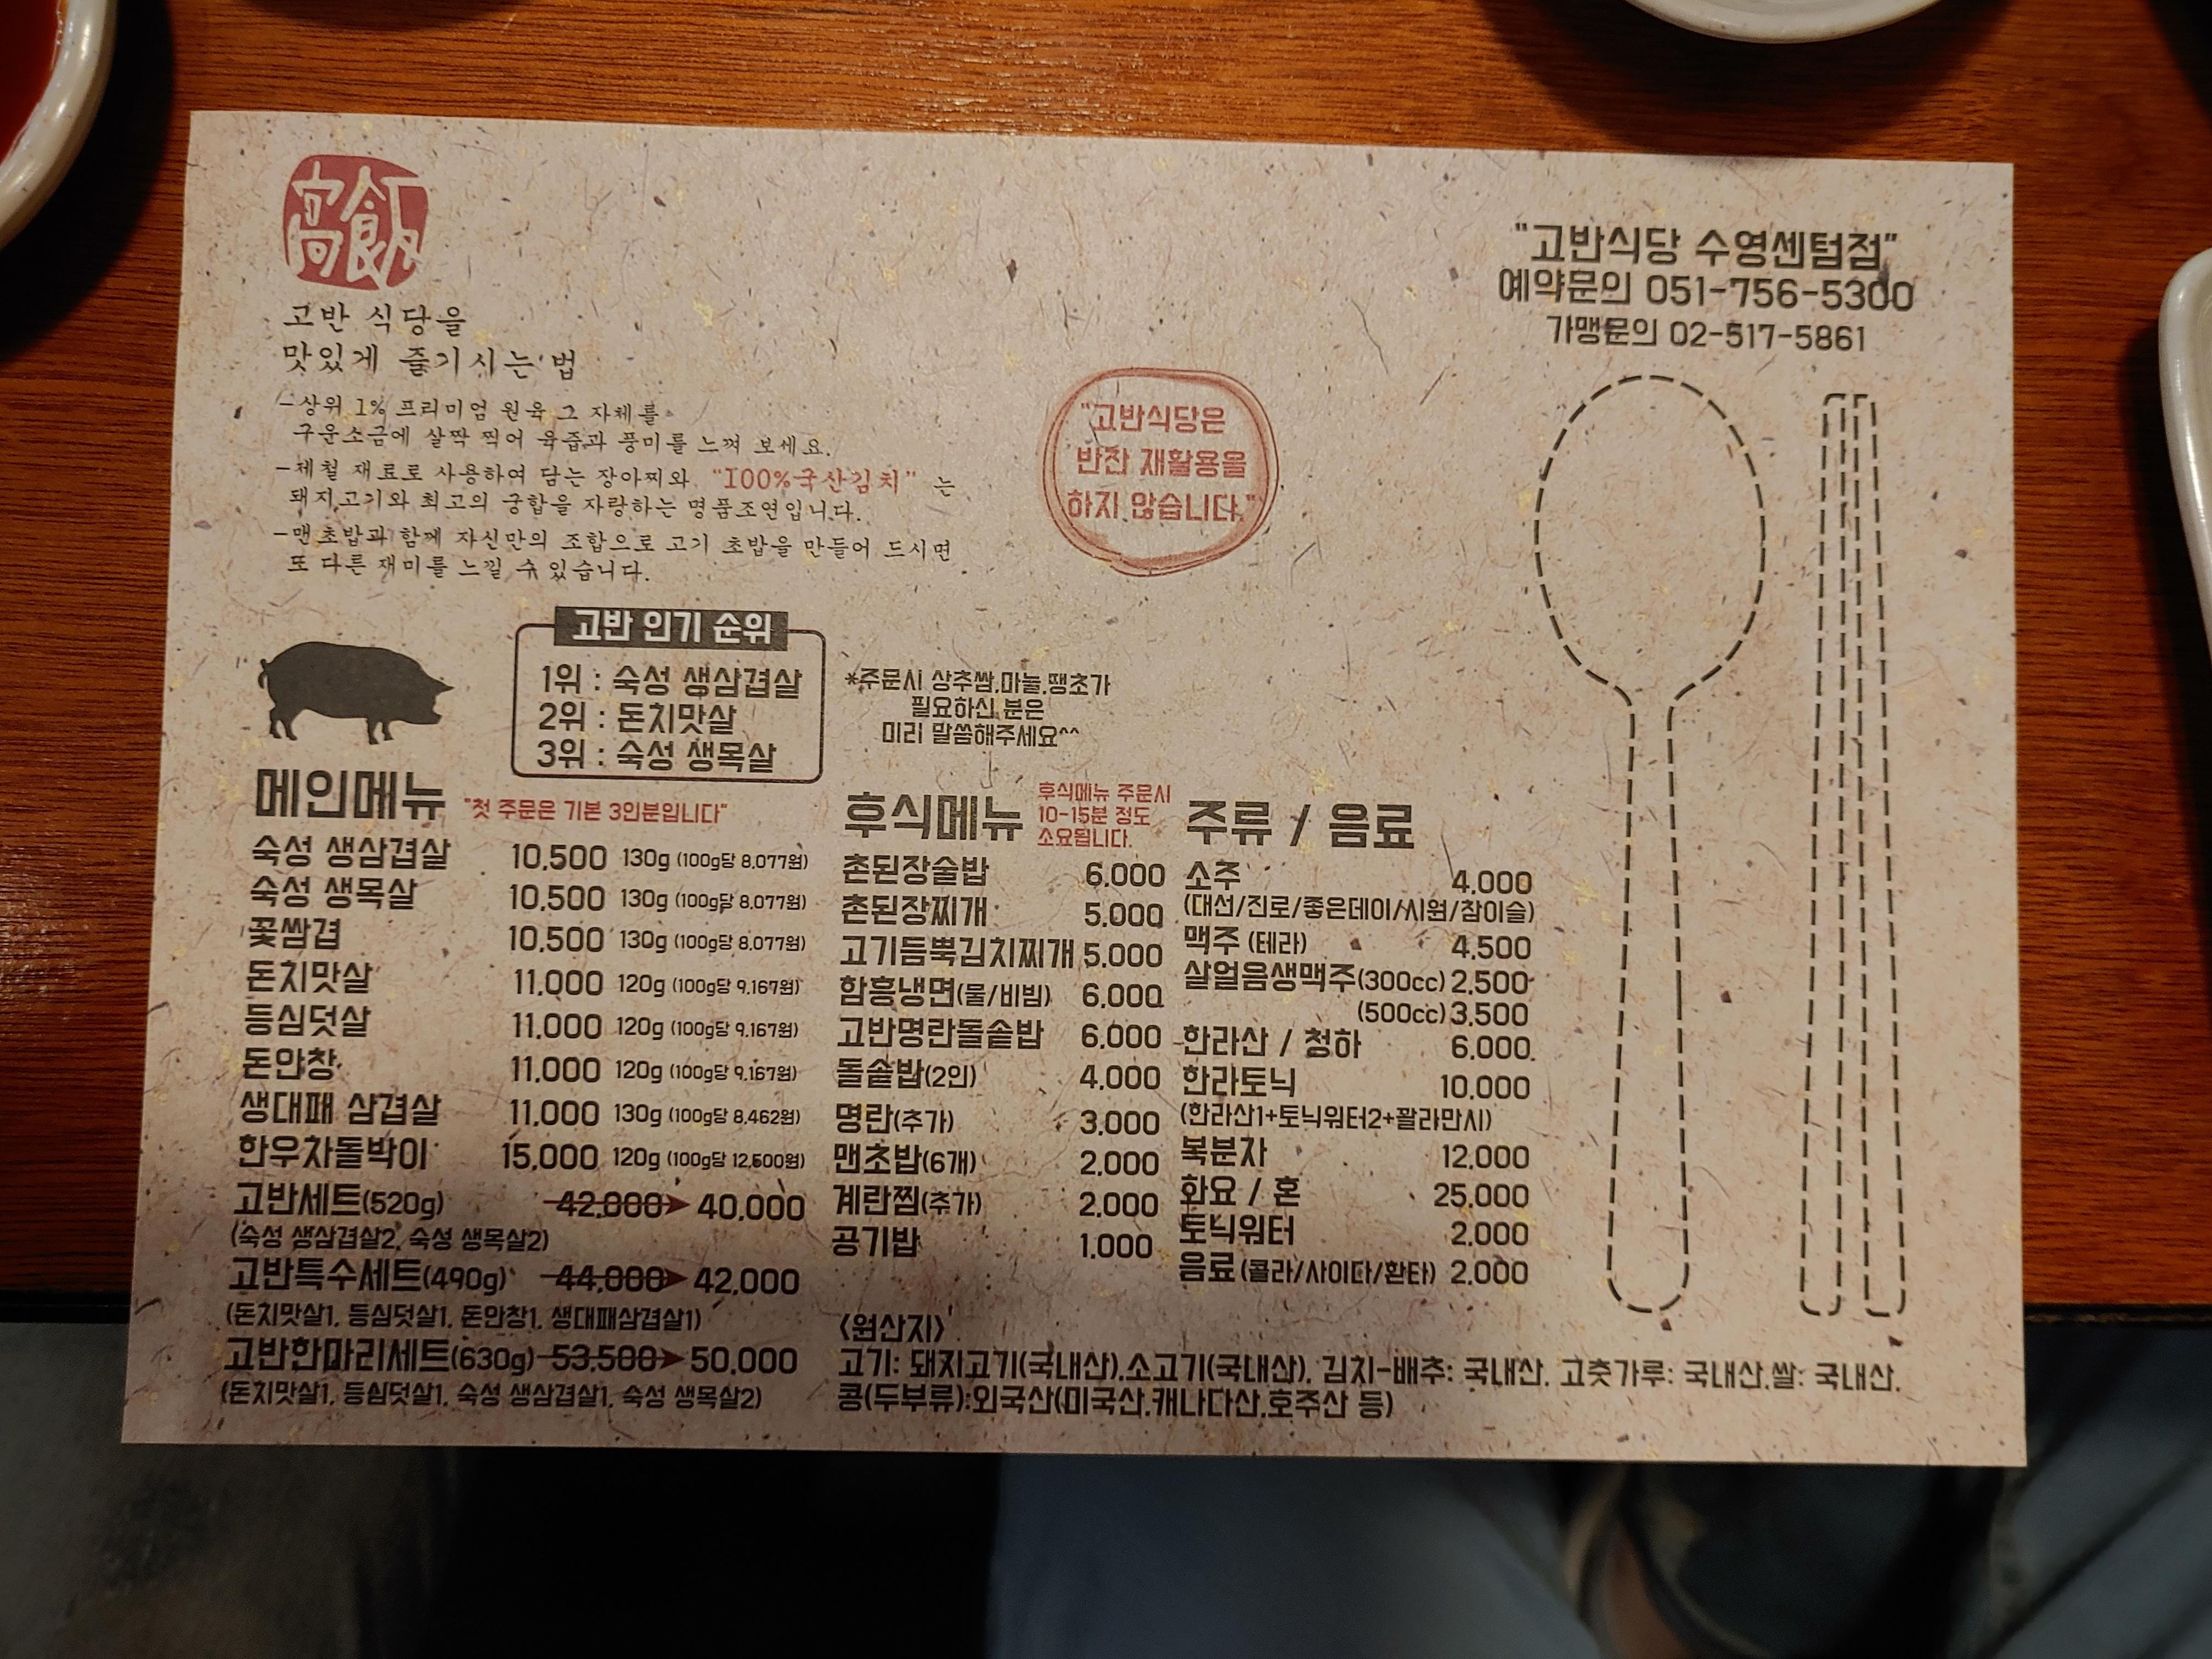 高飯
고반 식당을
맛있게 즐기시는 법
-상위 1% 프리미엄 원육 그 자체를
구운소금에 살짝 찍어 육즙과 풍미를 느껴 보세요.
-제철 재료로 사용하여 담는 장아찌와 "100%국산김치" 는
돼지고기와 최고의 궁합을 자랑하는 명품조연입니다.
-맨초밥과 함께 자신만의 조합으로 고기 초밥을 만들어 드시면
또 다른 재미를 느낄 수 있습니다.
"고반식당은
반찬 재활용을
하지 않습니다."
"고반식당 수영센텀점"
예약문의 051-756-5300
가맹문의 02-517-5861
고반 인기 순위
1위 : 숙성 생삼겹살
2위 : 돈치맛살
3위 : 숙성 생목살
*주문시 상추쌈,마늘,땡초가
필요하신 분은
미리 말씀해주세요^^
메인메뉴 "첫 주문은 기본 3인분입니다"
숙성 생삼겹살 10,500 130g (100g당 8,077원)
숙성 생목살 10,500 130g (100g당 8,077원)
꽃쌈겹 10,500 130g (100g당 8,077원)
돈치맛살 11,000 120g (100g당 9,167원)
등심덧살 11,000 120g (100g당 9,167원)
돈안창 11,000 120g (100g당 9,167원)
생대패 삼겹살 11,000 130g (100g당 8,462원)
한우차돌박이 15,000 120g (100g당 12,500원)
고반세트(520g) 42,000 40,000
(숙성 생삼겹살2, 숙성 생목살2)
고반특수세트(490g) 44,000 42,000
(돈치맛살1, 등심덧살1, 돈안창1, 생대패삼겹살1)
고반한마리세트(630g) 53,500 50,000
(돈치맛살1, 등심덧살1, 숙성 생삼겹살1, 숙성 생목살2)
후식메뉴
후식메뉴 주문시
10-15분 정도
소요됩니다.
촌된장술밥 6,000
촌된장찌개 5,000
고기듬뿍김치찌개 5,000
함흥냉면(물/비빔) 6,000
고반명란돌솥밥 6,000
돌솥밥(2인) 4,000
명란(추가) 3,000
맨초밥(6개) 2,000
계란찜(추가) 2,000
공기밥 1,000
주류 / 음료
소주 4,000
(대선/진로/좋은데이/시원/참이슬)
맥주 (테라) 4,500
살얼음생맥주(300cc) 2,500
(500cc) 3,500
한라산 / 청하 6,000
한라토닉 10,000
(한라산1+토닉워터2+꽐라만시)
복분자 12,000
화요 / 혼 25,000
토닉워터 2,000
음료 (콜라/사이다/환타) 2,000
<원산지>
고기: 돼지고기(국내산),소고기(국내산), 김치-배추: 국내산, 고춧가루: 국내산,쌀: 국내산,
콩(두부류):외국산(미국산,캐나다산,호주산 등)